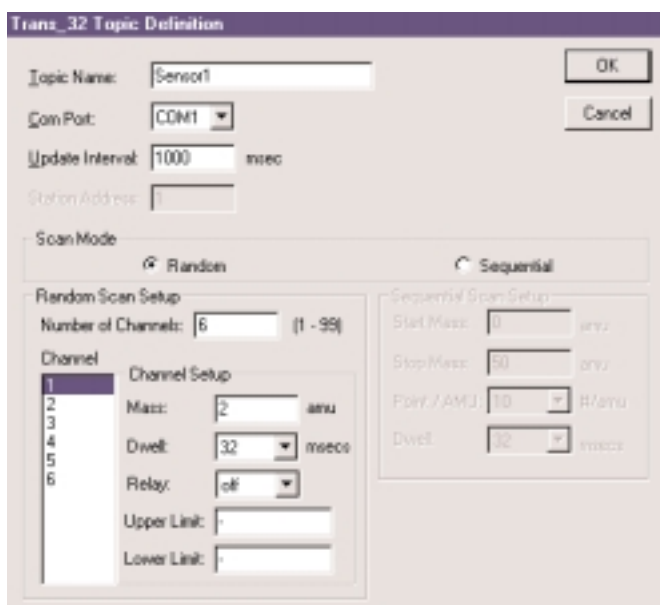 Trans_32 Topic Definition
Topic Name: Sensor1
OK
Com Port: COM1
Cancel
Update Interval: 1000 msec
Station Address: 1
Scan Mode
Random
Sequential
Random Scan Setup
Number of Channels: 6 (1 - 99)
Channel
1
2
3
4
5
6
Channel Setup
Mass: 2 amu
Dwell: 32 msecs
Relay: off
Upper Limit: -
Lower Limit: -
Sequential Scan Setup
Start Mass: 0 amu
Stop Mass: 50 amu
Point / AMU: 10 #/amu
Dwell: 32 msecs